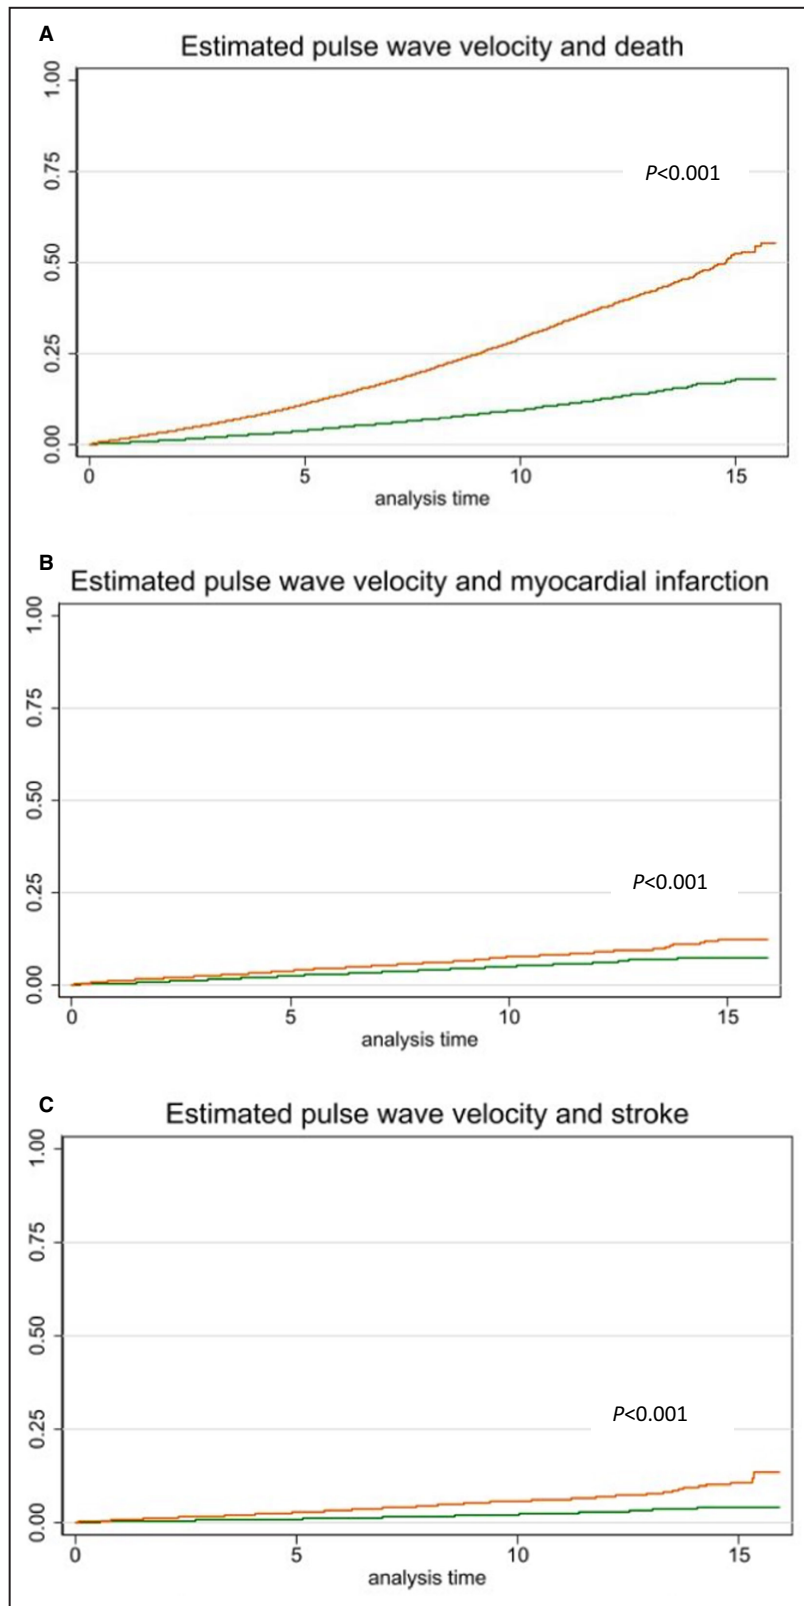 A
Estimated pulse wave velocity and death
1.00
0.75
P<0.001
0.50
0.25
0.00
0 5 10 15
analysis time
B
Estimated pulse wave velocity and myocardial infarction
1.00
0.75
0.50
P<0.001
0.25
0.00
0 5 10 15
analysis time
C
Estimated pulse wave velocity and stroke
1.00
0.75
0.50
P<0.001
0.25
0.00
0 5 10 15
analysis time